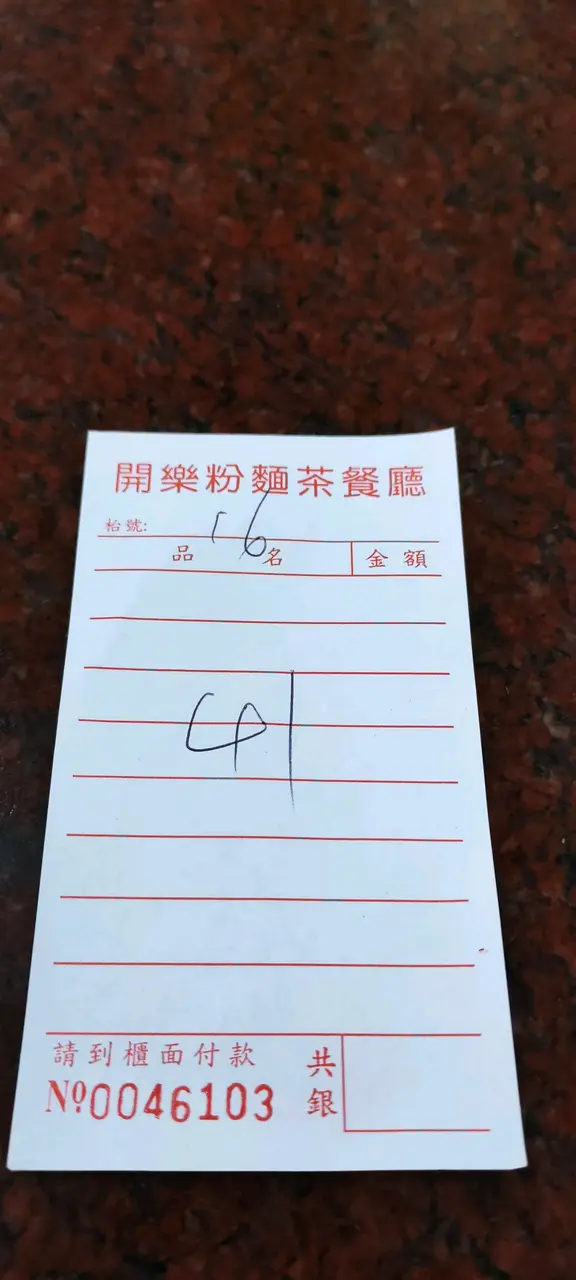 開樂粉麵茶餐廳
枱號: 16
品 名 金 額
41
請到櫃面付款 共銀
Nº0046103